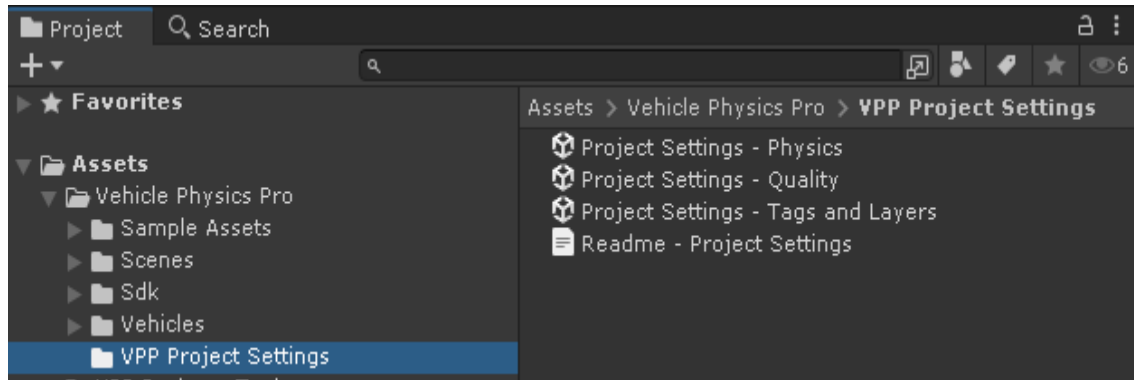 Project Search
6
Favorites
Assets > Vehicle Physics Pro > VPP Project Settings
Assets
Vehicle Physics Pro
Sample Assets
Scenes
Sdk
Vehicles
VPP Project Settings
Project Settings - Physics
Project Settings - Quality
Project Settings - Tags and Layers
Readme - Project Settings